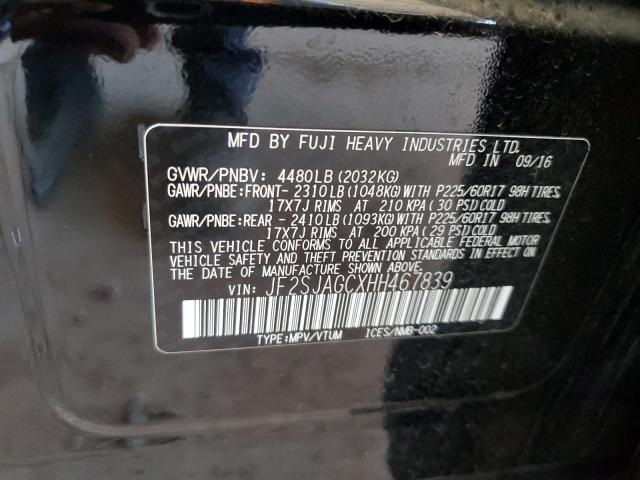 MFD BY FUJI HEAVY INDUSTRIES LTD.
MFD IN 09/16
GVWR/PNBV: 4480LB(2032KG)
GAWR/PNBE:FRONT- 2310LB(1048KG)WITH P225/60R17 98H TIRES,
17X7J RIMS AT 210 KPA( 30 PSI)COLD
GAWR/PNBE:REAR - 2410LB(1093KG)WITH P225/60R17 98H TIRES,
17X7J RIMS AT 200 KPA(29 PSI)COLD
THIS VEHICLE CONFORMS TO ALL APPLICABLE FEDERAL MOTOR
VEHICLE SAFETY AND THEFT PREVENTION STANDARDS IN EFFECT
ON THE DATE OF MANUFACTURE SHOWN ABOVE.
VIN: JF2SJAGCXHH467839
TYPE:MPV/VTUM ICES/NMB-002